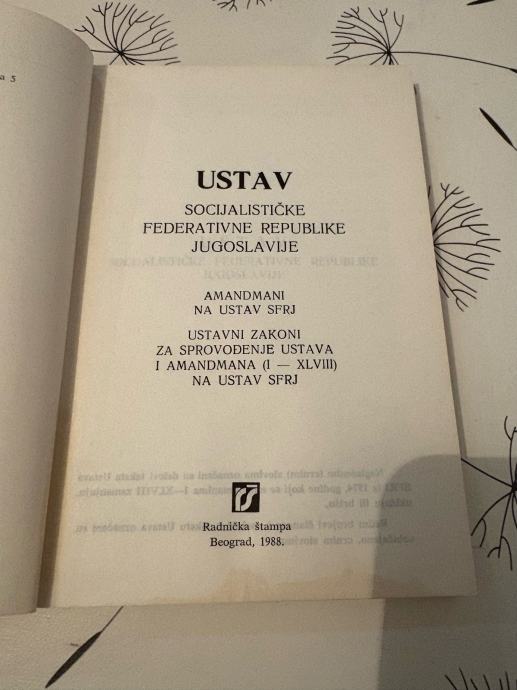 a 5
USTAV
SOCIJALISTIČKE
FEDERATIVNE REPUBLIKE
JUGOSLAVIJE
AMANDMANI
NA USTAV SFRJ
USTAVNI ZAKONI
ZA SPROVOĐENJE USTAVA
I AMANDMANA (I — XLVIII)
NA USTAV SFRJ
Radnička štampa
Beograd, 1988.